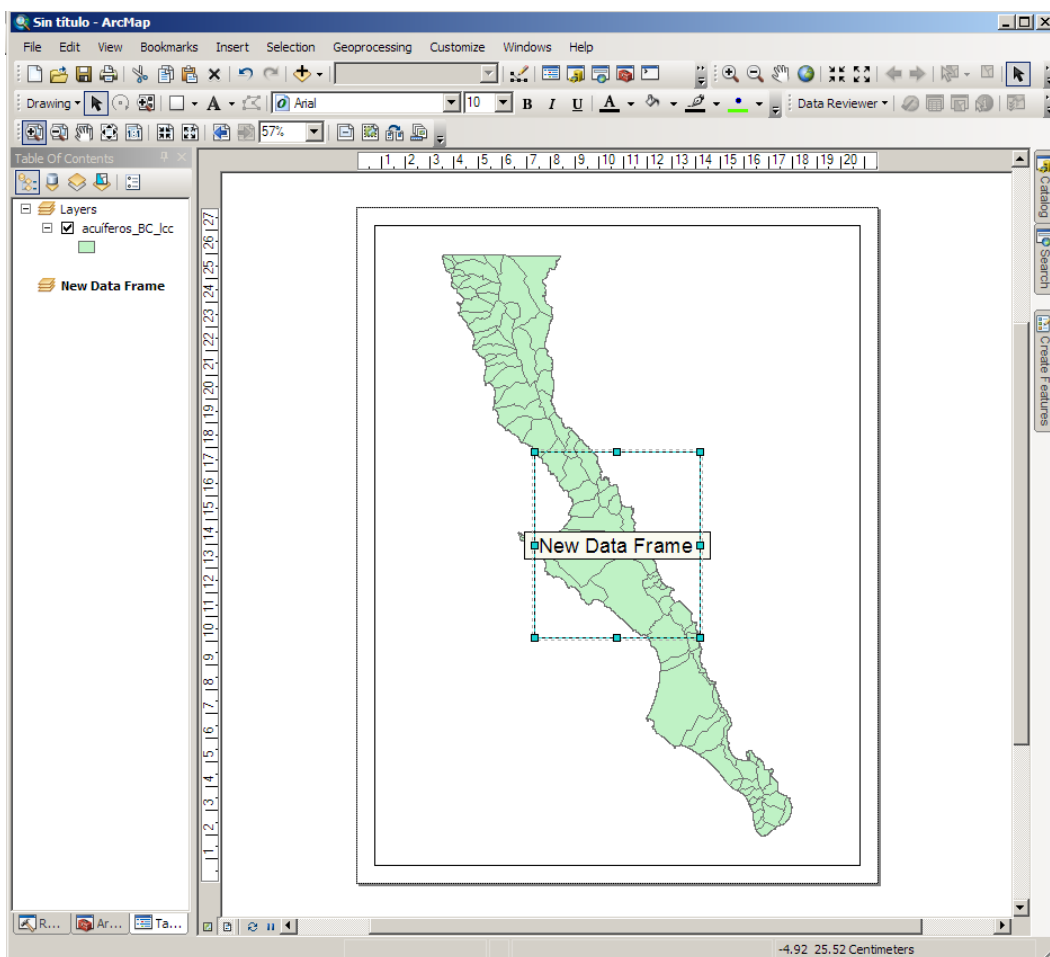 Sin título - ArcMap
File Edit View Bookmarks Insert Selection Geoprocessing Customize Windows Help
Drawing A Arial 10 B I U A Data Reviewer
57%
Table Of Contents
Layers
acuíferos_BC_lcc
New Data Frame
1 2 3 4 5 6 7 8 9 10 11 12 13 14 15 16 17 18 19 20
27 26 25 24 23 22 21 20 19 18 17 16 15 14 13 12 11 10 9 8 7 6 5 4 3 2 1
New Data Frame
Catalog
Search
Create Features
R... Ar... Ta...
-4.92 25.52 Centimeters